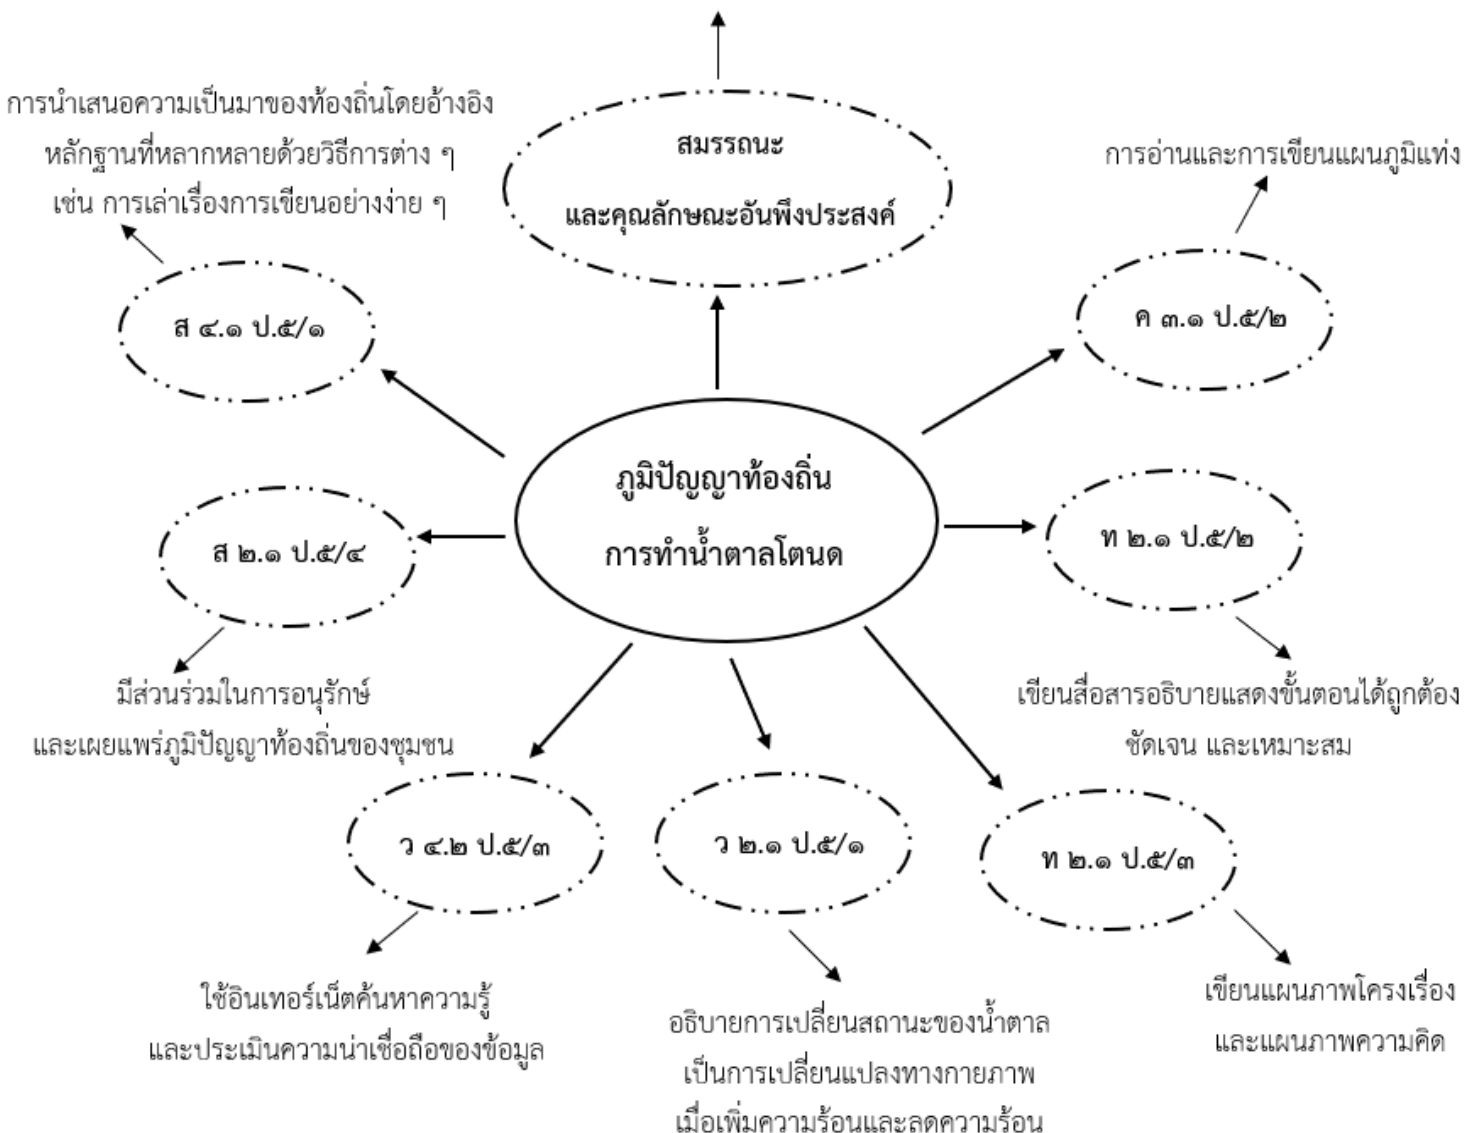 การนำเสนอความเป็นมาของท้องถิ่นโดยอ้างอิง
หลักฐานที่หลากหลายด้วยวิธีการต่าง ๆ
เช่น การเล่าเรื่องการเขียนอย่างง่าย ๆ
สมรรถนะ
และคุณลักษณะอันพึงประสงค์
การอ่านและการเขียนแผนภูมิแท่ง
ส ๔.๑ ป.๕/๑
ค ๓.๑ ป.๕/๒
ภูมิปัญญาท้องถิ่น
การทำน้ำตาลโตนด
ส ๒.๑ ป.๕/๔
ท ๒.๑ ป.๕/๒
มีส่วนร่วมในการอนุรักษ์
และเผยแพร่ภูมิปัญญาท้องถิ่นของชุมชน
เขียนสื่อสารอธิบายแสดงขั้นตอนได้ถูกต้อง
ชัดเจน และเหมาะสม
ว ๔.๒ ป.๕/๓
ว ๒.๑ ป.๕/๑
ท ๒.๑ ป.๕/๓
ใช้อินเทอร์เน็ตค้นหาความรู้
และประเมินความน่าเชื่อถือของข้อมูล
อธิบายการเปลี่ยนสถานะของน้ำตาล
เป็นการเปลี่ยนแปลงทางกายภาพ
เมื่อเพิ่มความร้อนและลดความร้อน
เขียนแผนภาพโครงเรื่อง
และแผนภาพความคิด